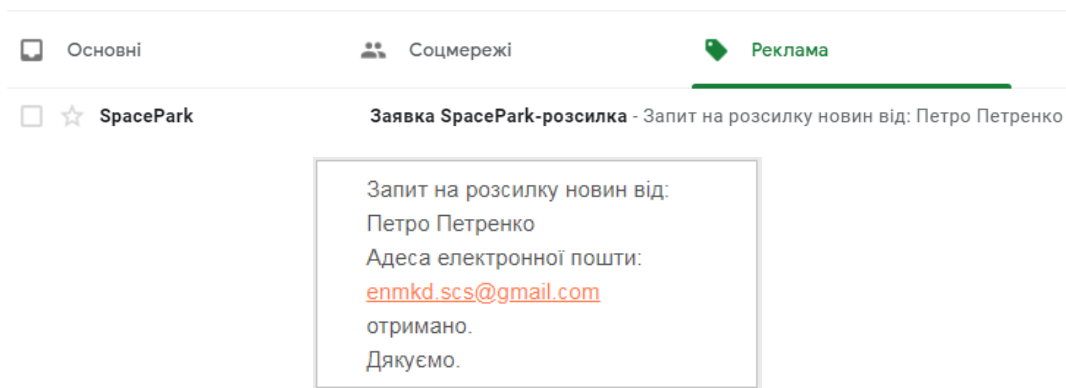 Основні Соцмережі Реклама
SpacePark Заявка SpacePark-розсилка - Запит на розсилку новин від: Петро Петренко
Запит на розсилку новин від:
Петро Петренко
Адреса електронної пошти:
enmkd.scs@gmail.com
отримано.
Дякуємо.